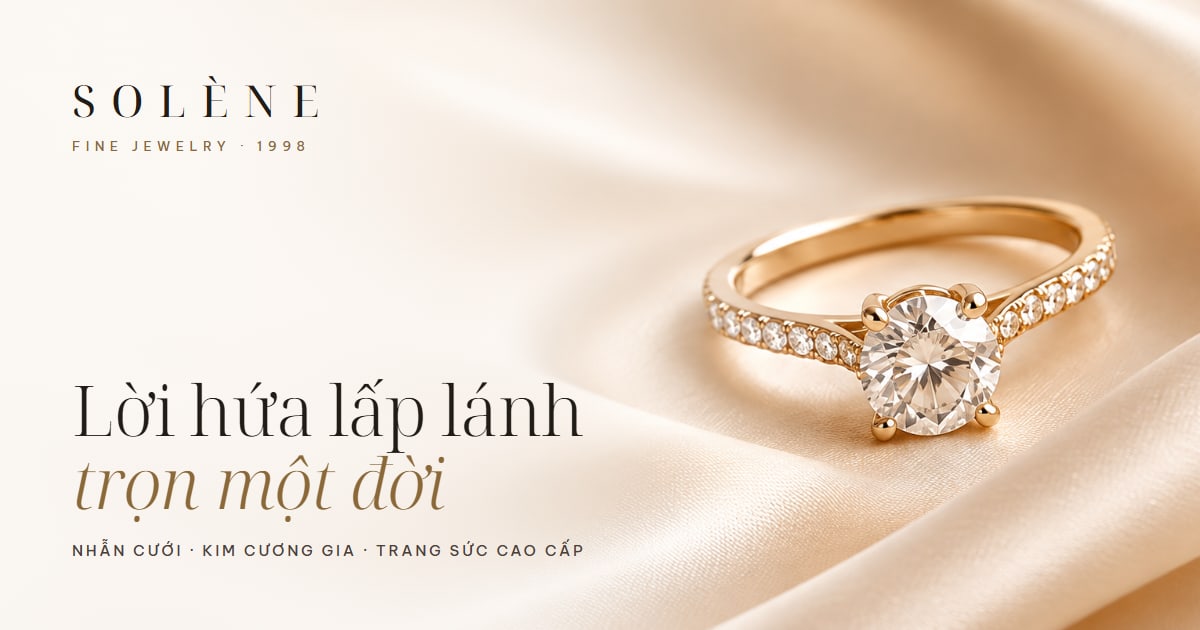 SOLÈNE
FINE JEWELRY · 1998
Lời hứa lấp lánh
trọn một đời
NHẪN CƯỚI · KIM CƯƠNG GIA · TRANG SỨC CAO CẤP